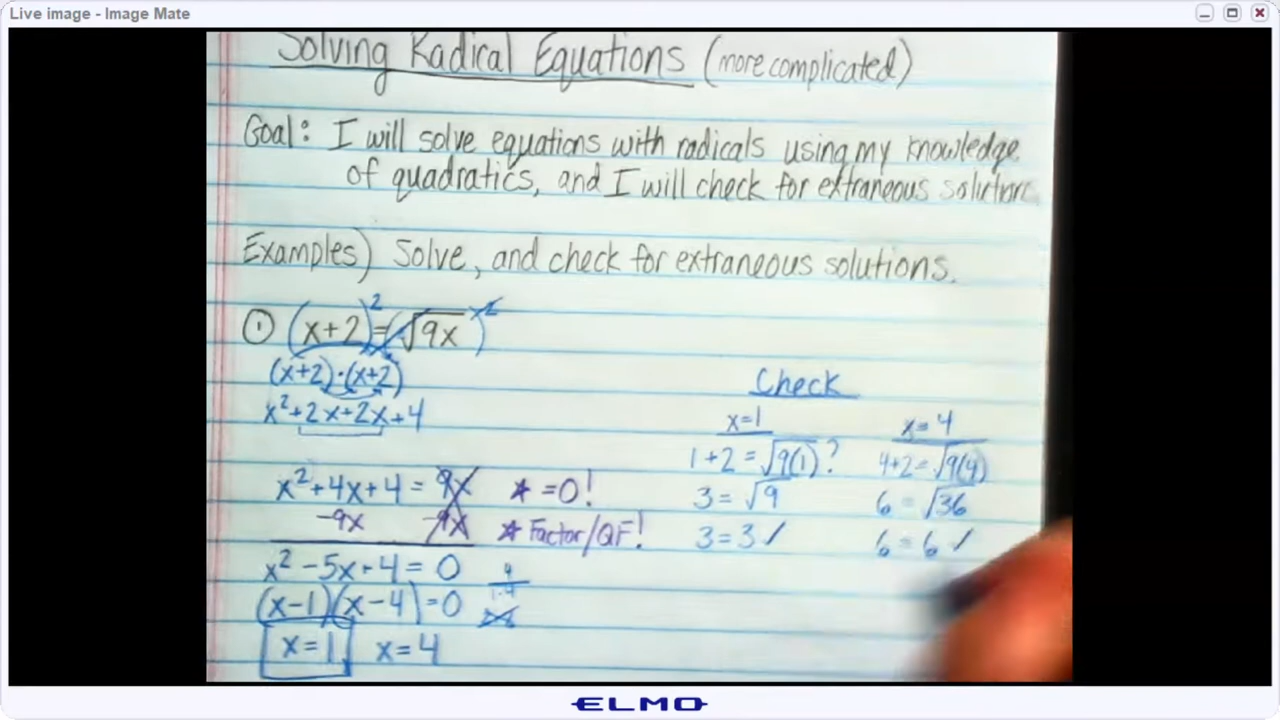 Live image - Image Mate
Solving Radical Equations (more complicated)
Goal: I will solve equations with radicals using my knowledge
of quadratics, and I will check for extraneous solutions
Examples) Solve, and check for extraneous solutions.
① (x+2)² = (√9x)²
(x+2)·(x+2)
x²+2x+2x+4
x²+4x+4 = 9x ★ =0!
-9x -9x ★ Factor/QF!
x²-5x+4=0 4
(x-1)(x-4)=0 1·4
x=1 x=4
Check
x=1
1+2=√9(1)?
3=√9
3=3✓
x=4
4+2=√9(4)
6=√36
6=6✓
ELMO